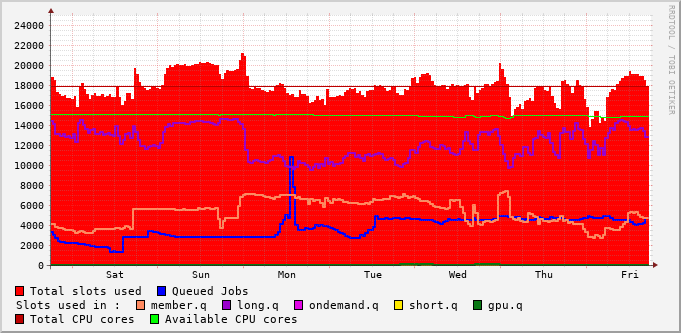 RRDTOOL / TOBI OETIKER
24000
22000
20000
18000
16000
14000
12000
10000
8000
6000
4000
2000
0
Sat Sun Mon Tue Wed Thu Fri
Total slots used Queued Jobs
Slots used in : member.q long.q ondemand.q short.q gpu.q
Total CPU cores Available CPU cores